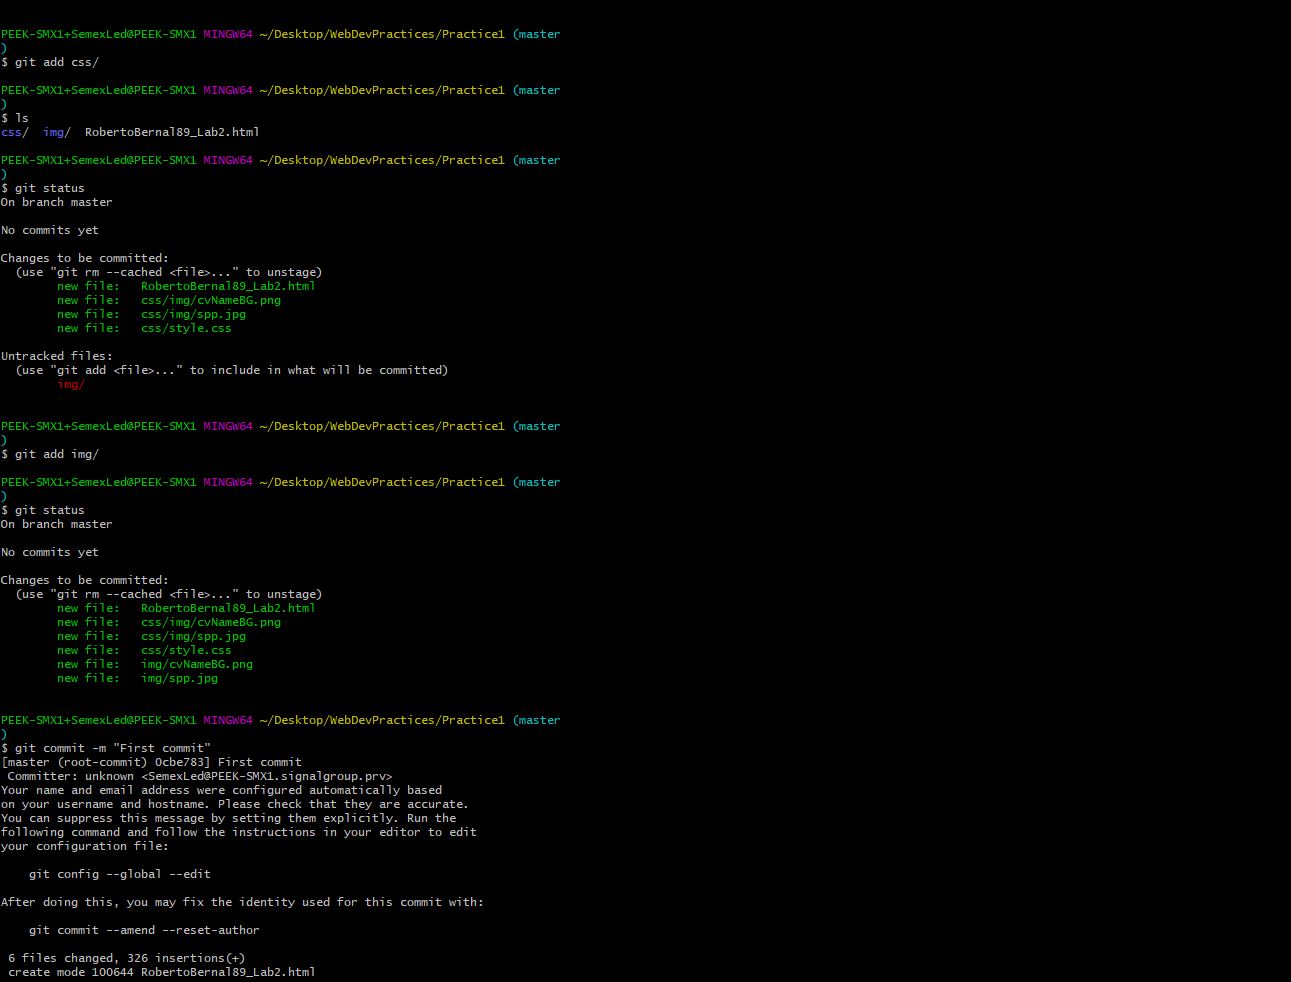 PEEK-SMX1+SemexLed@PEEK-SMX1 MINGW64 ~/Desktop/WebDevPractices/Practice1 (master
)
$ git add css/
PEEK-SMX1+SemexLed@PEEK-SMX1 MINGW64 ~/Desktop/WebDevPractices/Practice1 (master
)
$ ls
css/  img/  RobertoBernal89_Lab2.html
PEEK-SMX1+SemexLed@PEEK-SMX1 MINGW64 ~/Desktop/WebDevPractices/Practice1 (master
)
$ git status
On branch master
No commits yet
Changes to be committed:
  (use "git rm --cached <file>..." to unstage)
        new file:   RobertoBernal89_Lab2.html
        new file:   css/img/cvNameBG.png
        new file:   css/img/spp.jpg
        new file:   css/style.css
Untracked files:
  (use "git add <file>..." to include in what will be committed)
        img/
PEEK-SMX1+SemexLed@PEEK-SMX1 MINGW64 ~/Desktop/WebDevPractices/Practice1 (master
)
$ git add img/
PEEK-SMX1+SemexLed@PEEK-SMX1 MINGW64 ~/Desktop/WebDevPractices/Practice1 (master
)
$ git status
On branch master
No commits yet
Changes to be committed:
  (use "git rm --cached <file>..." to unstage)
        new file:   RobertoBernal89_Lab2.html
        new file:   css/img/cvNameBG.png
        new file:   css/img/spp.jpg
        new file:   css/style.css
        new file:   img/cvNameBG.png
        new file:   img/spp.jpg
PEEK-SMX1+SemexLed@PEEK-SMX1 MINGW64 ~/Desktop/WebDevPractices/Practice1 (master
)
$ git commit -m "First commit"
[master (root-commit) 0cbe783] First commit
 Committer: unknown <SemexLed@PEEK-SMX1.signalgroup.prv>
Your name and email address were configured automatically based
on your username and hostname. Please check that they are accurate.
You can suppress this message by setting them explicitly. Run the
following command and follow the instructions in your editor to edit
your configuration file:
    git config --global --edit
After doing this, you may fix the identity used for this commit with:
    git commit --amend --reset-author
 6 files changed, 326 insertions(+)
 create mode 100644 RobertoBernal89_Lab2.html